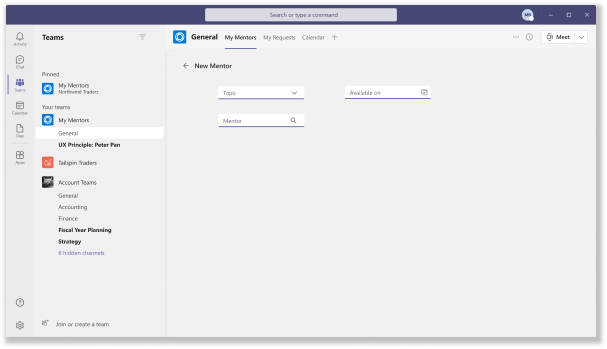 Search or type a command
MB
Activity
Chat
Teams
Calendar
Files
Apps
Teams
Pinned
My Mentors
Northwind Traders
Your teams
My Mentors
General
UX Principle: Peter Pan
Tailspin Traders
Account Teams
General
Accounting
Finance
Fiscal Year Planning
Strategy
6 hidden channels
Join or create a team
General My Mentors My Requests Calendar
Meet
New Mentor
Topic
Available on
Mentor